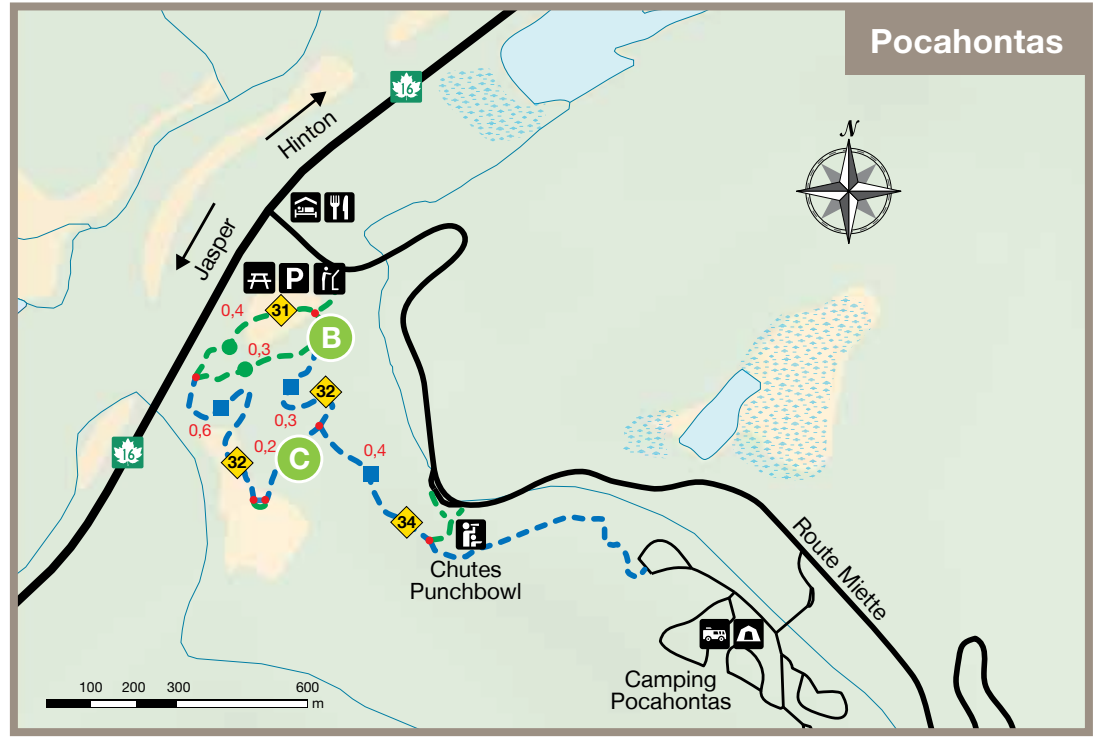 Pocahontas
16
N
Hinton
Jasper
P
0,4
31
B
0,3
32
0,6
0,3
0,2
C
0,4
32
16
34
Chutes
Punchbowl
Route Miette
Camping
Pocahontas
100 200 300 600
m